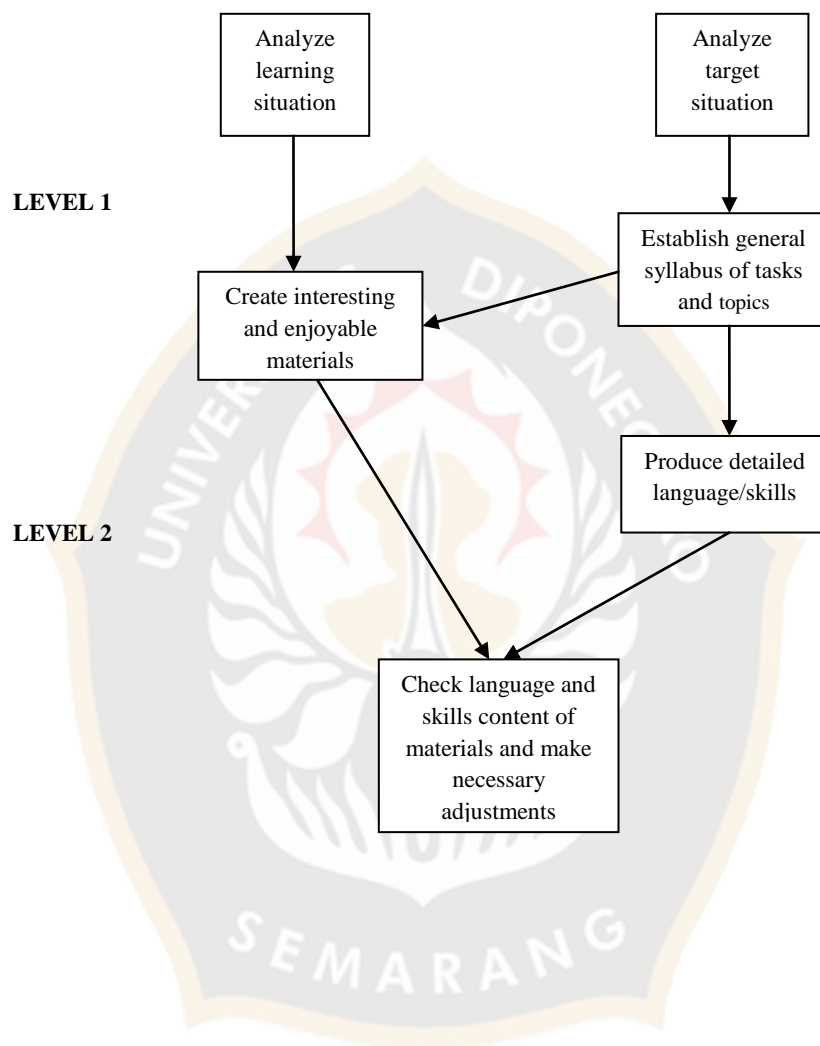 Analyze
learning
situation
Analyze
target
situation
LEVEL 1
Establish general
syllabus of tasks
and topics
Create interesting
and enjoyable
materials
Produce detailed
language/skills
LEVEL 2
Check language and
skills content of
materials and make
necessary
adjustments
DIPONEGORO
SEMARANG